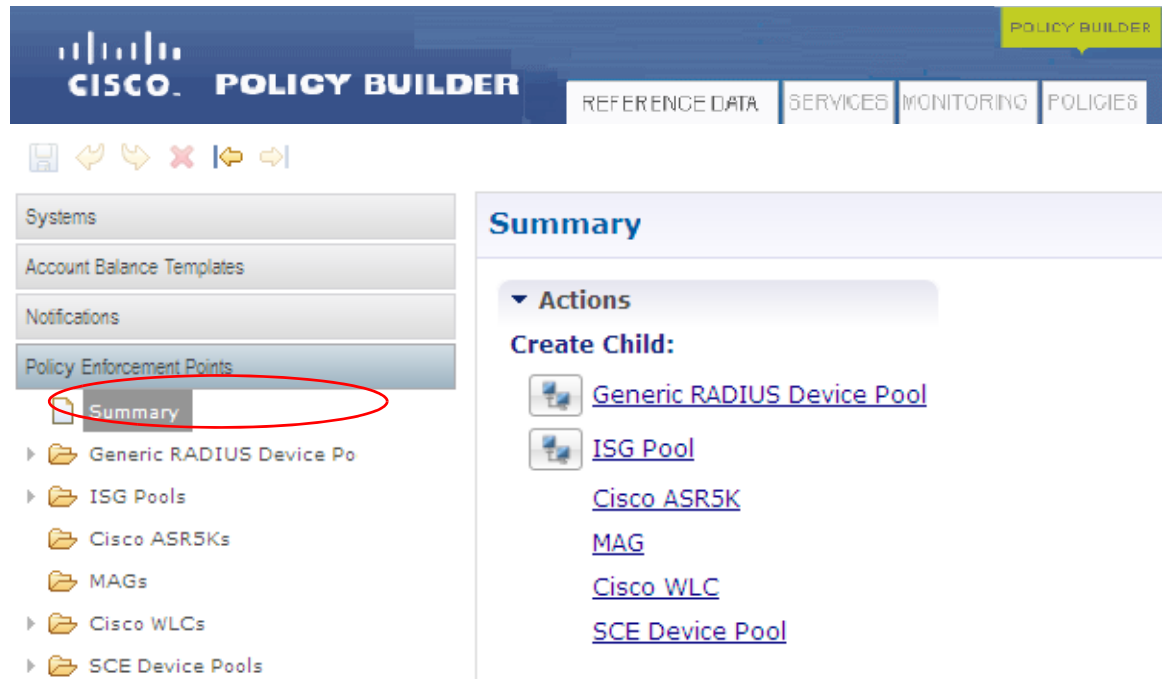 POLICY BUILDER
CISCO. POLICY BUILDER
REFERENCE DATA SERVICES MONITORING POLICIES
Systems
Account Balance Templates
Notifications
Policy Enforcement Points
Summary
Generic RADIUS Device Po
ISG Pools
Cisco ASR5Ks
MAGs
Cisco WLCs
SCE Device Pools
Summary
Actions
Create Child:
Generic RADIUS Device Pool
ISG Pool
Cisco ASR5K
MAG
Cisco WLC
SCE Device Pool